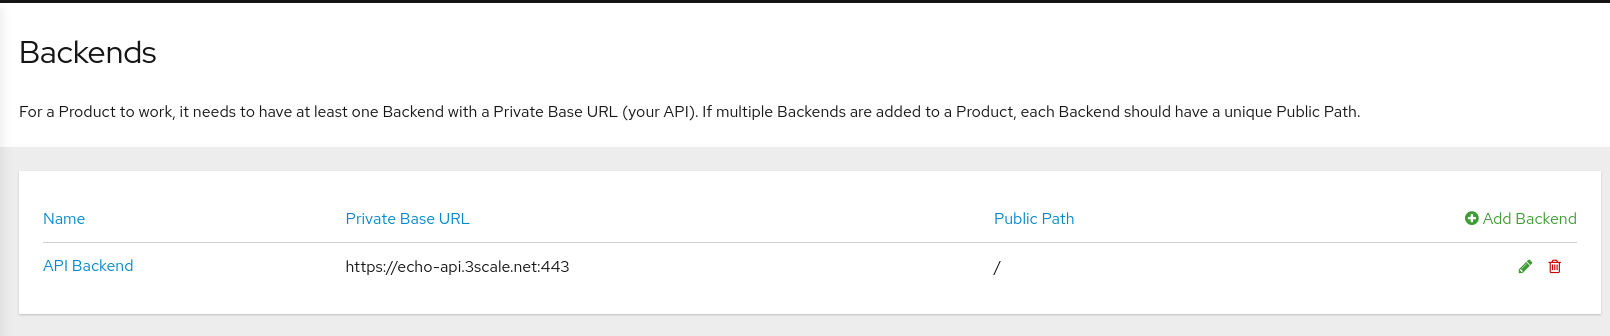 Backends
For a Product to work, it needs to have at least one Backend with a Private Base URL (your API). If multiple Backends are added to a Product, each Backend should have a unique Public Path.
Name Private Base URL Public Path Add Backend
API Backend https://echo-api.3scale.net:443 /